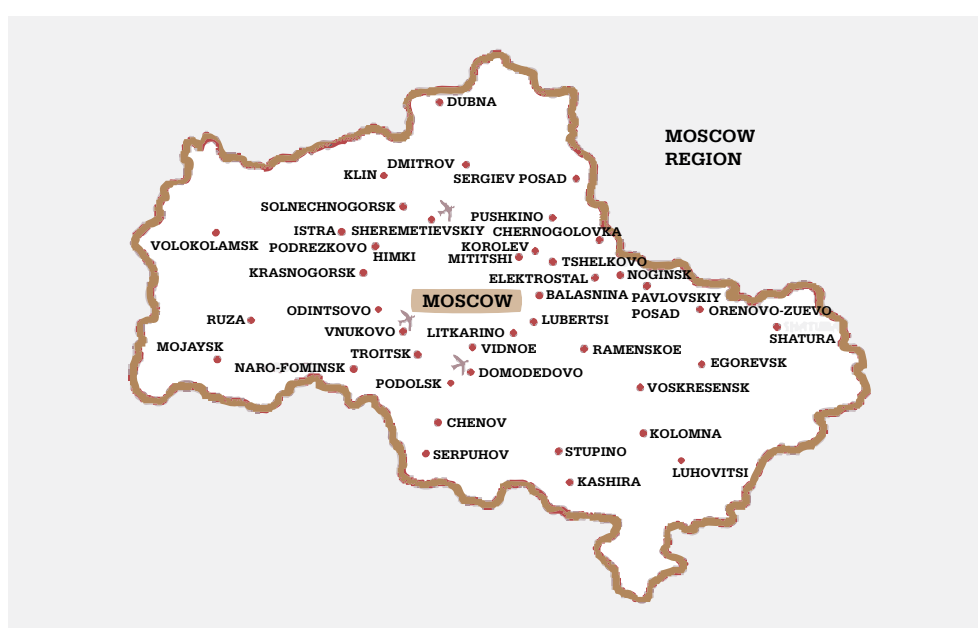 DUBNA
MOSCOW
REGION
DMITROV
KLIN
SERGIEV POSAD
SOLNECHNOGORSK
PUSHKINO
ISTRA
SHEREMETIEVSKIY
CHERNOGOLOVKA
VOLOKOLAMSK
PODREZKOVO
KOROLEV
HIMKI
MITITSHI
TSHELKOVO
KRASNOGORSK
ELEKTROSTAL
NOGINSK
MOSCOW
BALASNINA
PAVLOVSKIY
POSAD
ODINTSOVO
ORENOVO-ZUEVO
RUZA
LUBERTSI
VNUKOVO
LITKARINO
SHATURA
MOJAYSK
TROITSK
VIDNOE
RAMENSKOE
NARO-FOMINSK
DOMODEDOVO
EGOREVSK
PODOLSK
VOSKRESENSK
CHENOV
KOLOMNA
SERPUHOV
STUPINO
LUHOVITSI
KASHIRA